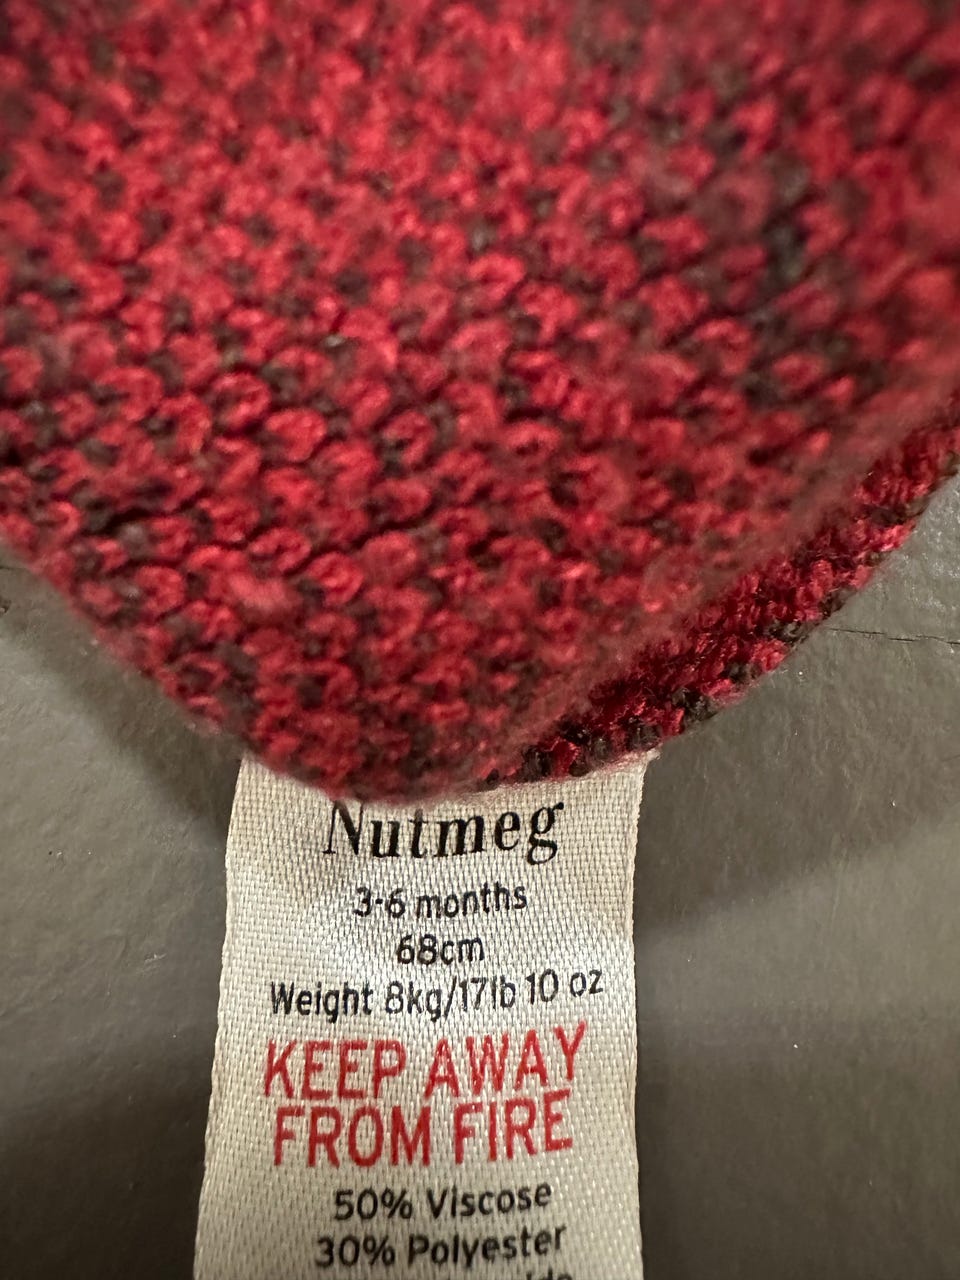 Nutmeg
3-6 months
68cm
Weight 8kg/17lb 10 oz
KEEP AWAY
FROM FIRE
50% Viscose
30% Polyester